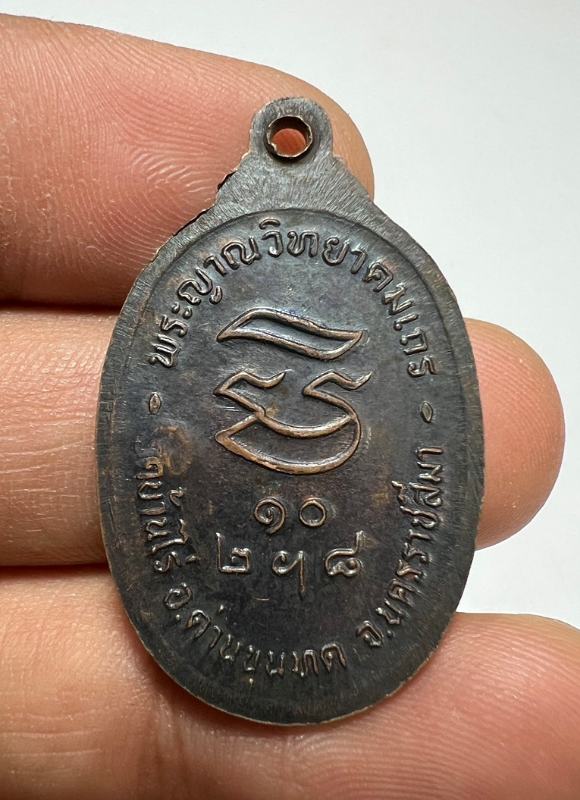 พระญาณวิทยาคมเถร
๑๐
๒ ฯ ๘
วัดบ้านไร่ อ.ด่านขุนทด จ.นครราชสีมา